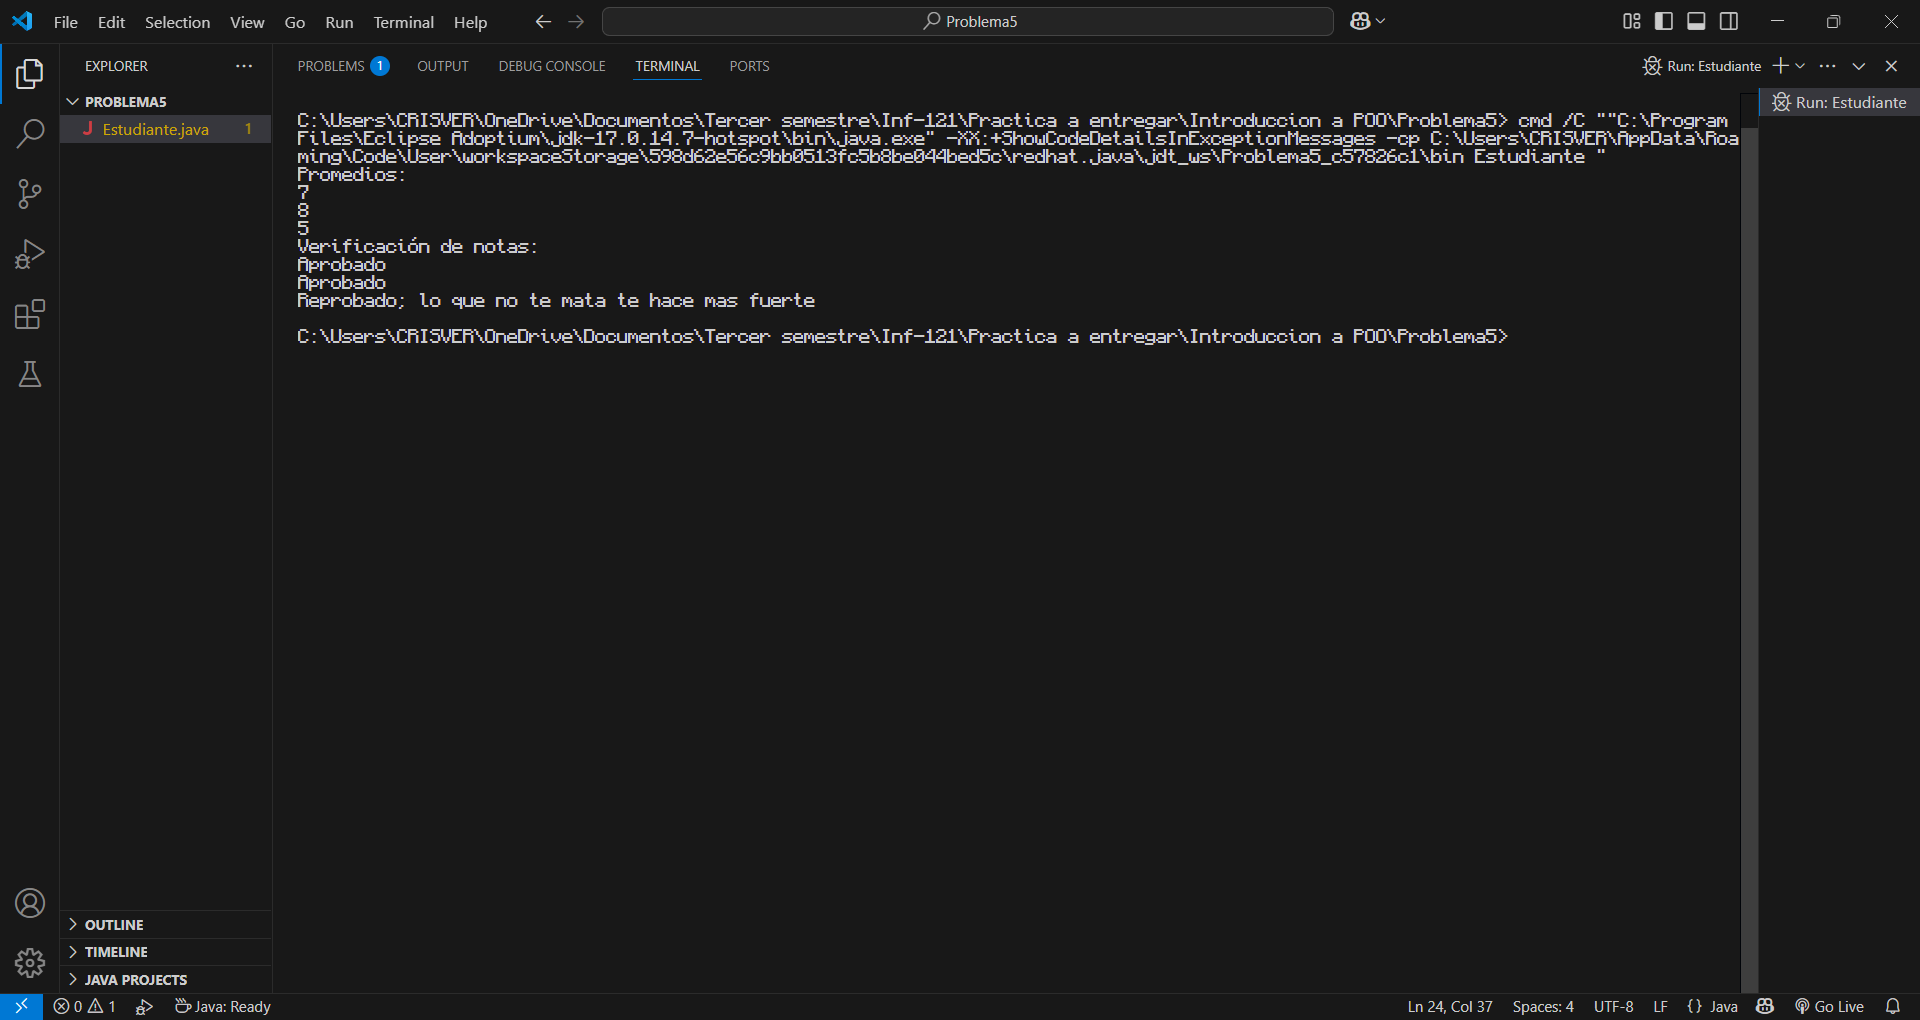 File Edit Selection View Go Run Terminal Help
Problema5
EXPLORER
PROBLEMS 1 OUTPUT DEBUG CONSOLE TERMINAL PORTS
Run: Estudiante
PROBLEMA5
J Estudiante.java 1
Run: Estudiante
C:\Users\CRISVER\OneDrive\Documentos\Tercer semestre\Inf-121\Practica a entregar\Introduccion a POO\Problema5> cmd /C ""C:\Program
Files\Eclipse Adoptium\jdk-17.0.14.7-hotspot\bin\java.exe" -XX:+ShowCodeDetailsInExceptionMessages -cp C:\Users\CRISVER\AppData\Roa
ming\Code\User\workspaceStorage\598d62e56c9bb0513fc5b8be044bed5c\redhat.java\jdt_ws\Problema5_c57826c1\bin Estudiante "
Promedios:
7
8
5
Verificación de notas:
Aprobado
Aprobado
Reprobado; lo que no te mata te hace mas fuerte
C:\Users\CRISVER\OneDrive\Documentos\Tercer semestre\Inf-121\Practica a entregar\Introduccion a POO\Problema5>
OUTLINE
TIMELINE
JAVA PROJECTS
0 1 Java: Ready
Ln 24, Col 37 Spaces: 4 UTF-8 LF {} Java Go Live